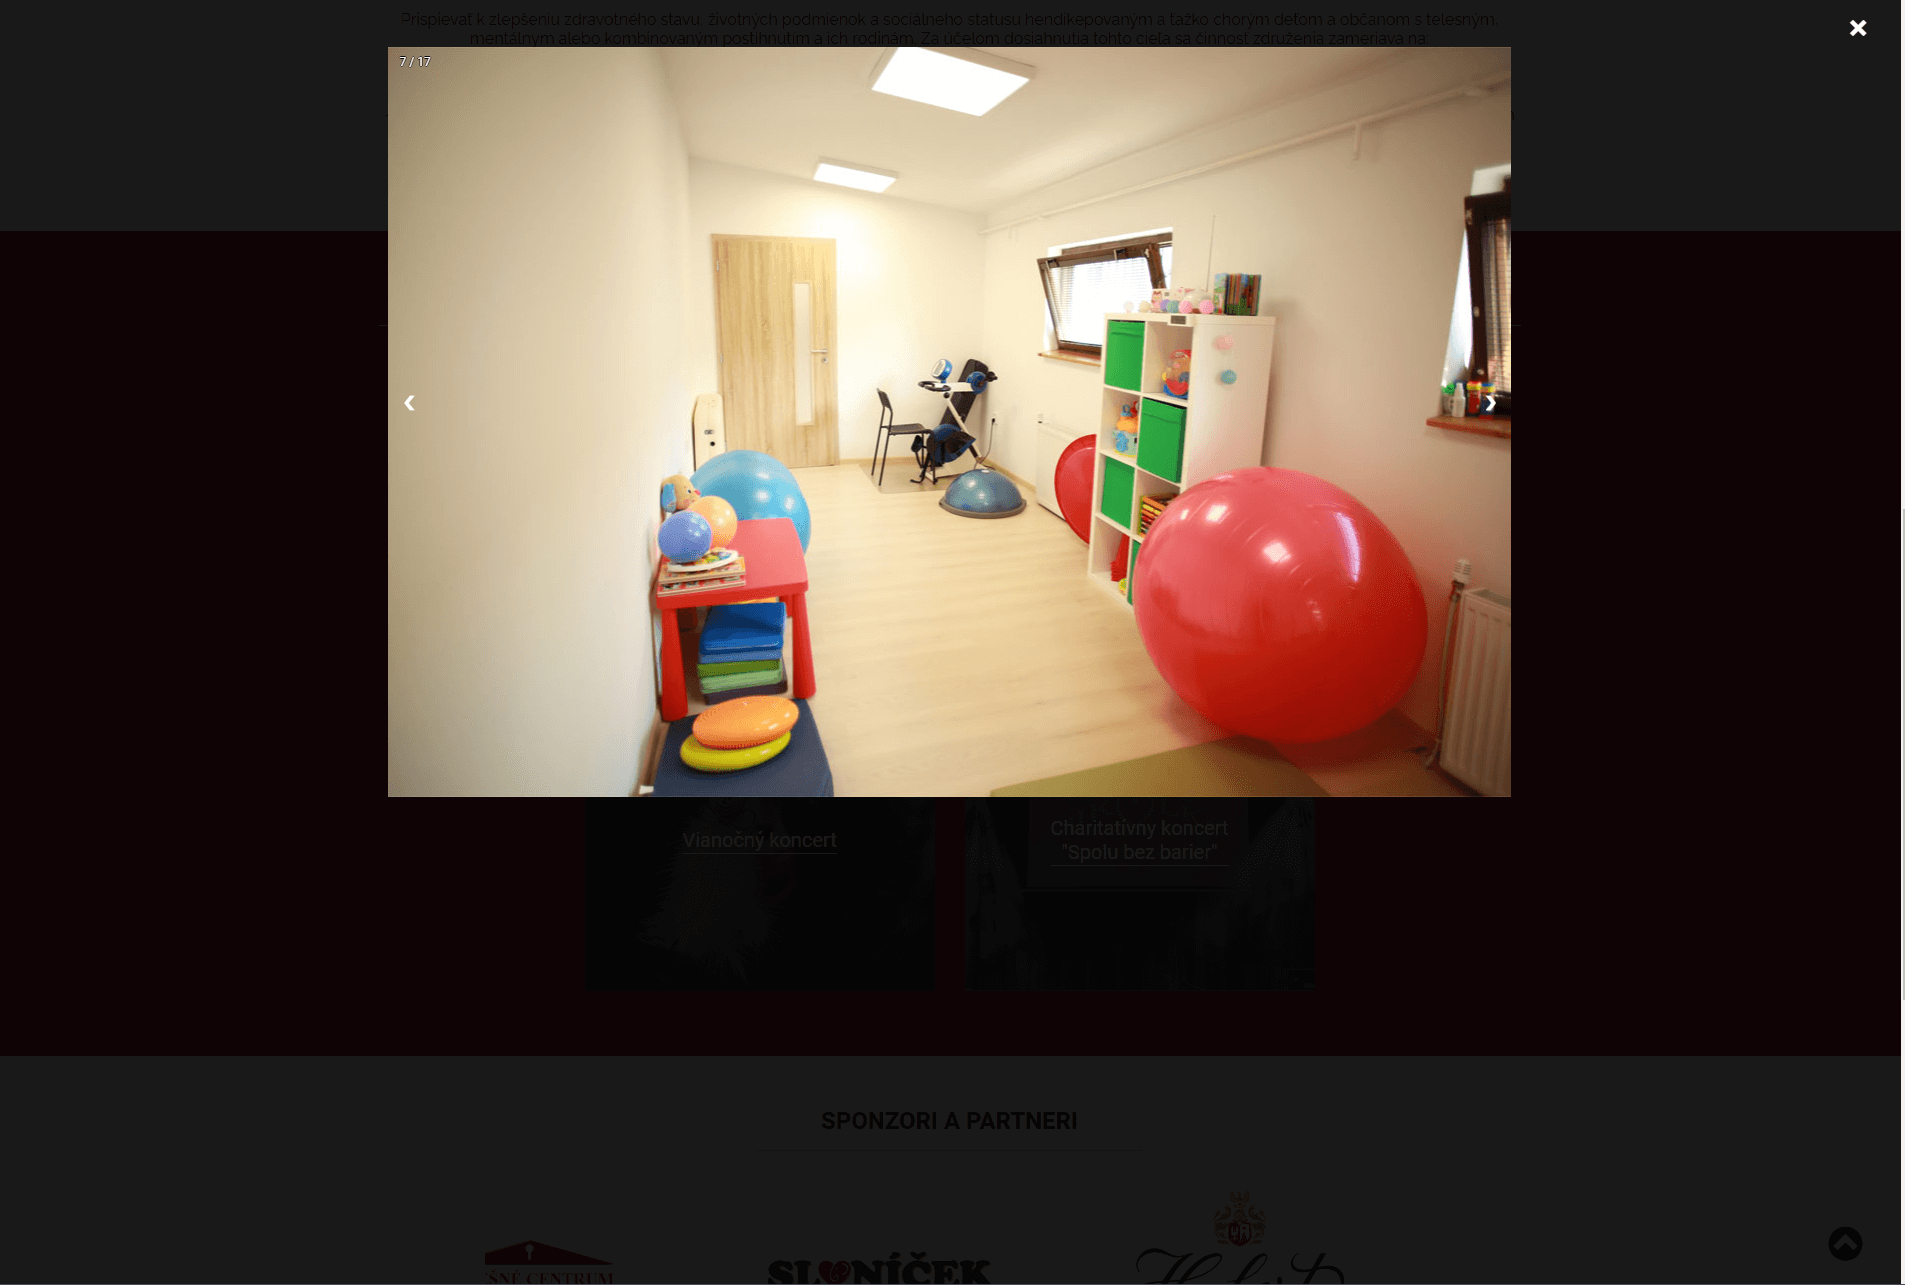 Prispievať k zlepšeniu zdravotného stavu, životných podmienok a sociálneho statusu hendikepovaným a ťažko chorým deťom a občanom s telesným,
mentálnym alebo kombinovaným postihnutím a ich rodinám. Za účelom dosiahnutia tohto cieľa sa činnosť združenia zameriava na:
7 / 17
Vianočný koncert
Charitatívny koncert
"Spolu bez barier"
SPONZORI A PARTNERI
SLONÍČEK